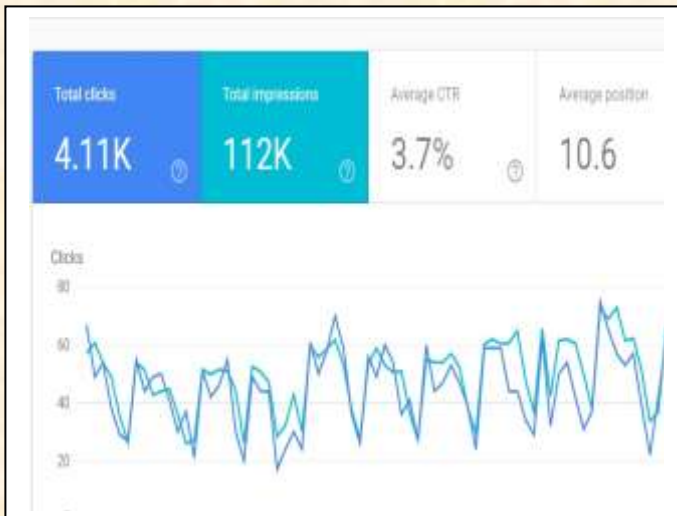 Total clicks Total impressions Average CTR Average position
4.11K 112K 3.7% 10.6
Clicks
80
60
40
20